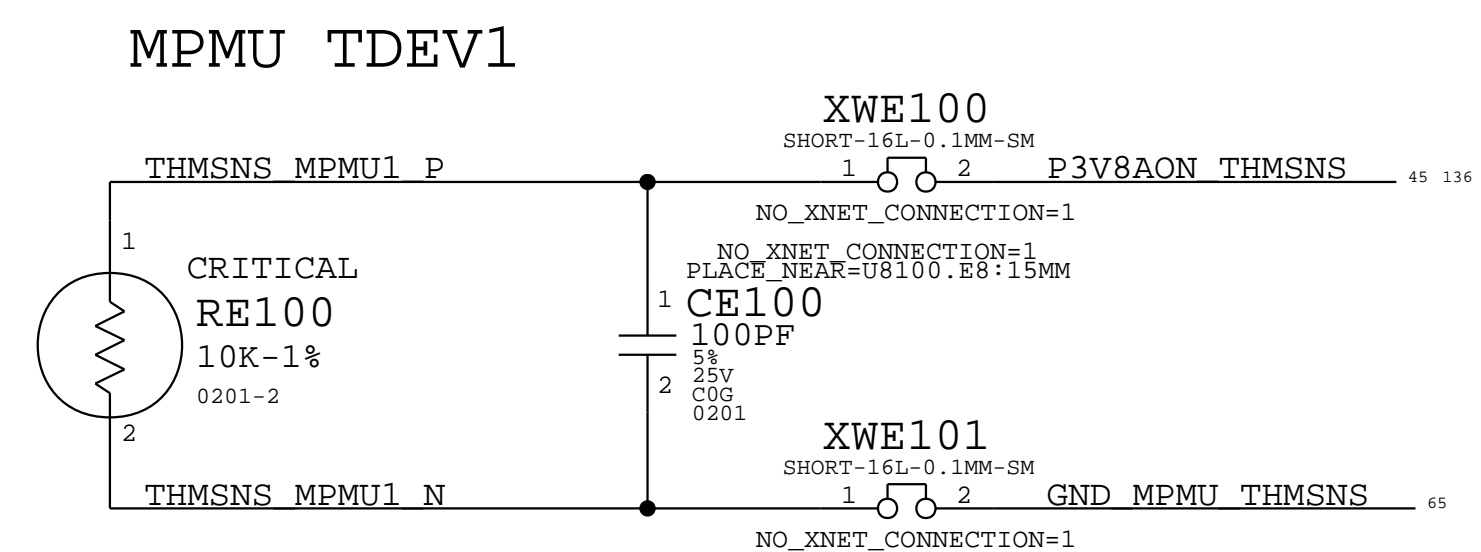 MPMU TDEV1
XWE100
SHORT-16L-0.1MM-SM
THMSNS_MPMU1_P
1 2
P3V8AON_THMSNS
45 136
NO_XNET_CONNECTION=1
NO_XNET_CONNECTION=1
PLACE_NEAR=U8100.E8:15MM
1
CRITICAL
RE100
10K-1%
0201-2
2
1 CE100
100PF
5%
25V
2
C0G
0201
XWE101
SHORT-16L-0.1MM-SM
THMSNS_MPMU1_N
1 2
GND_MPMU_THMSNS
65
NO_XNET_CONNECTION=1